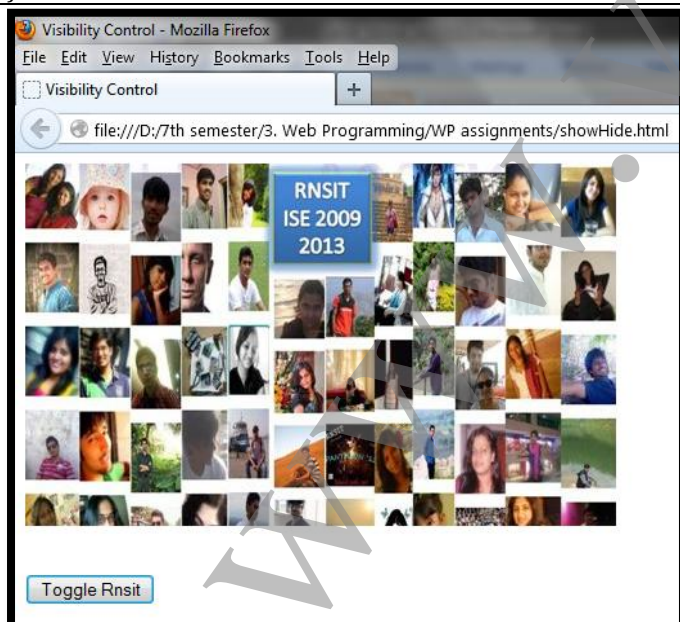 Visibility Control - Mozilla Firefox
File Edit View History Bookmarks Tools Help
Visibility Control +
file:///D:/7th semester/3. Web Programming/WP assignments/showHide.html
RNSIT
ISE 2009
2013
Toggle Rnsit
www.